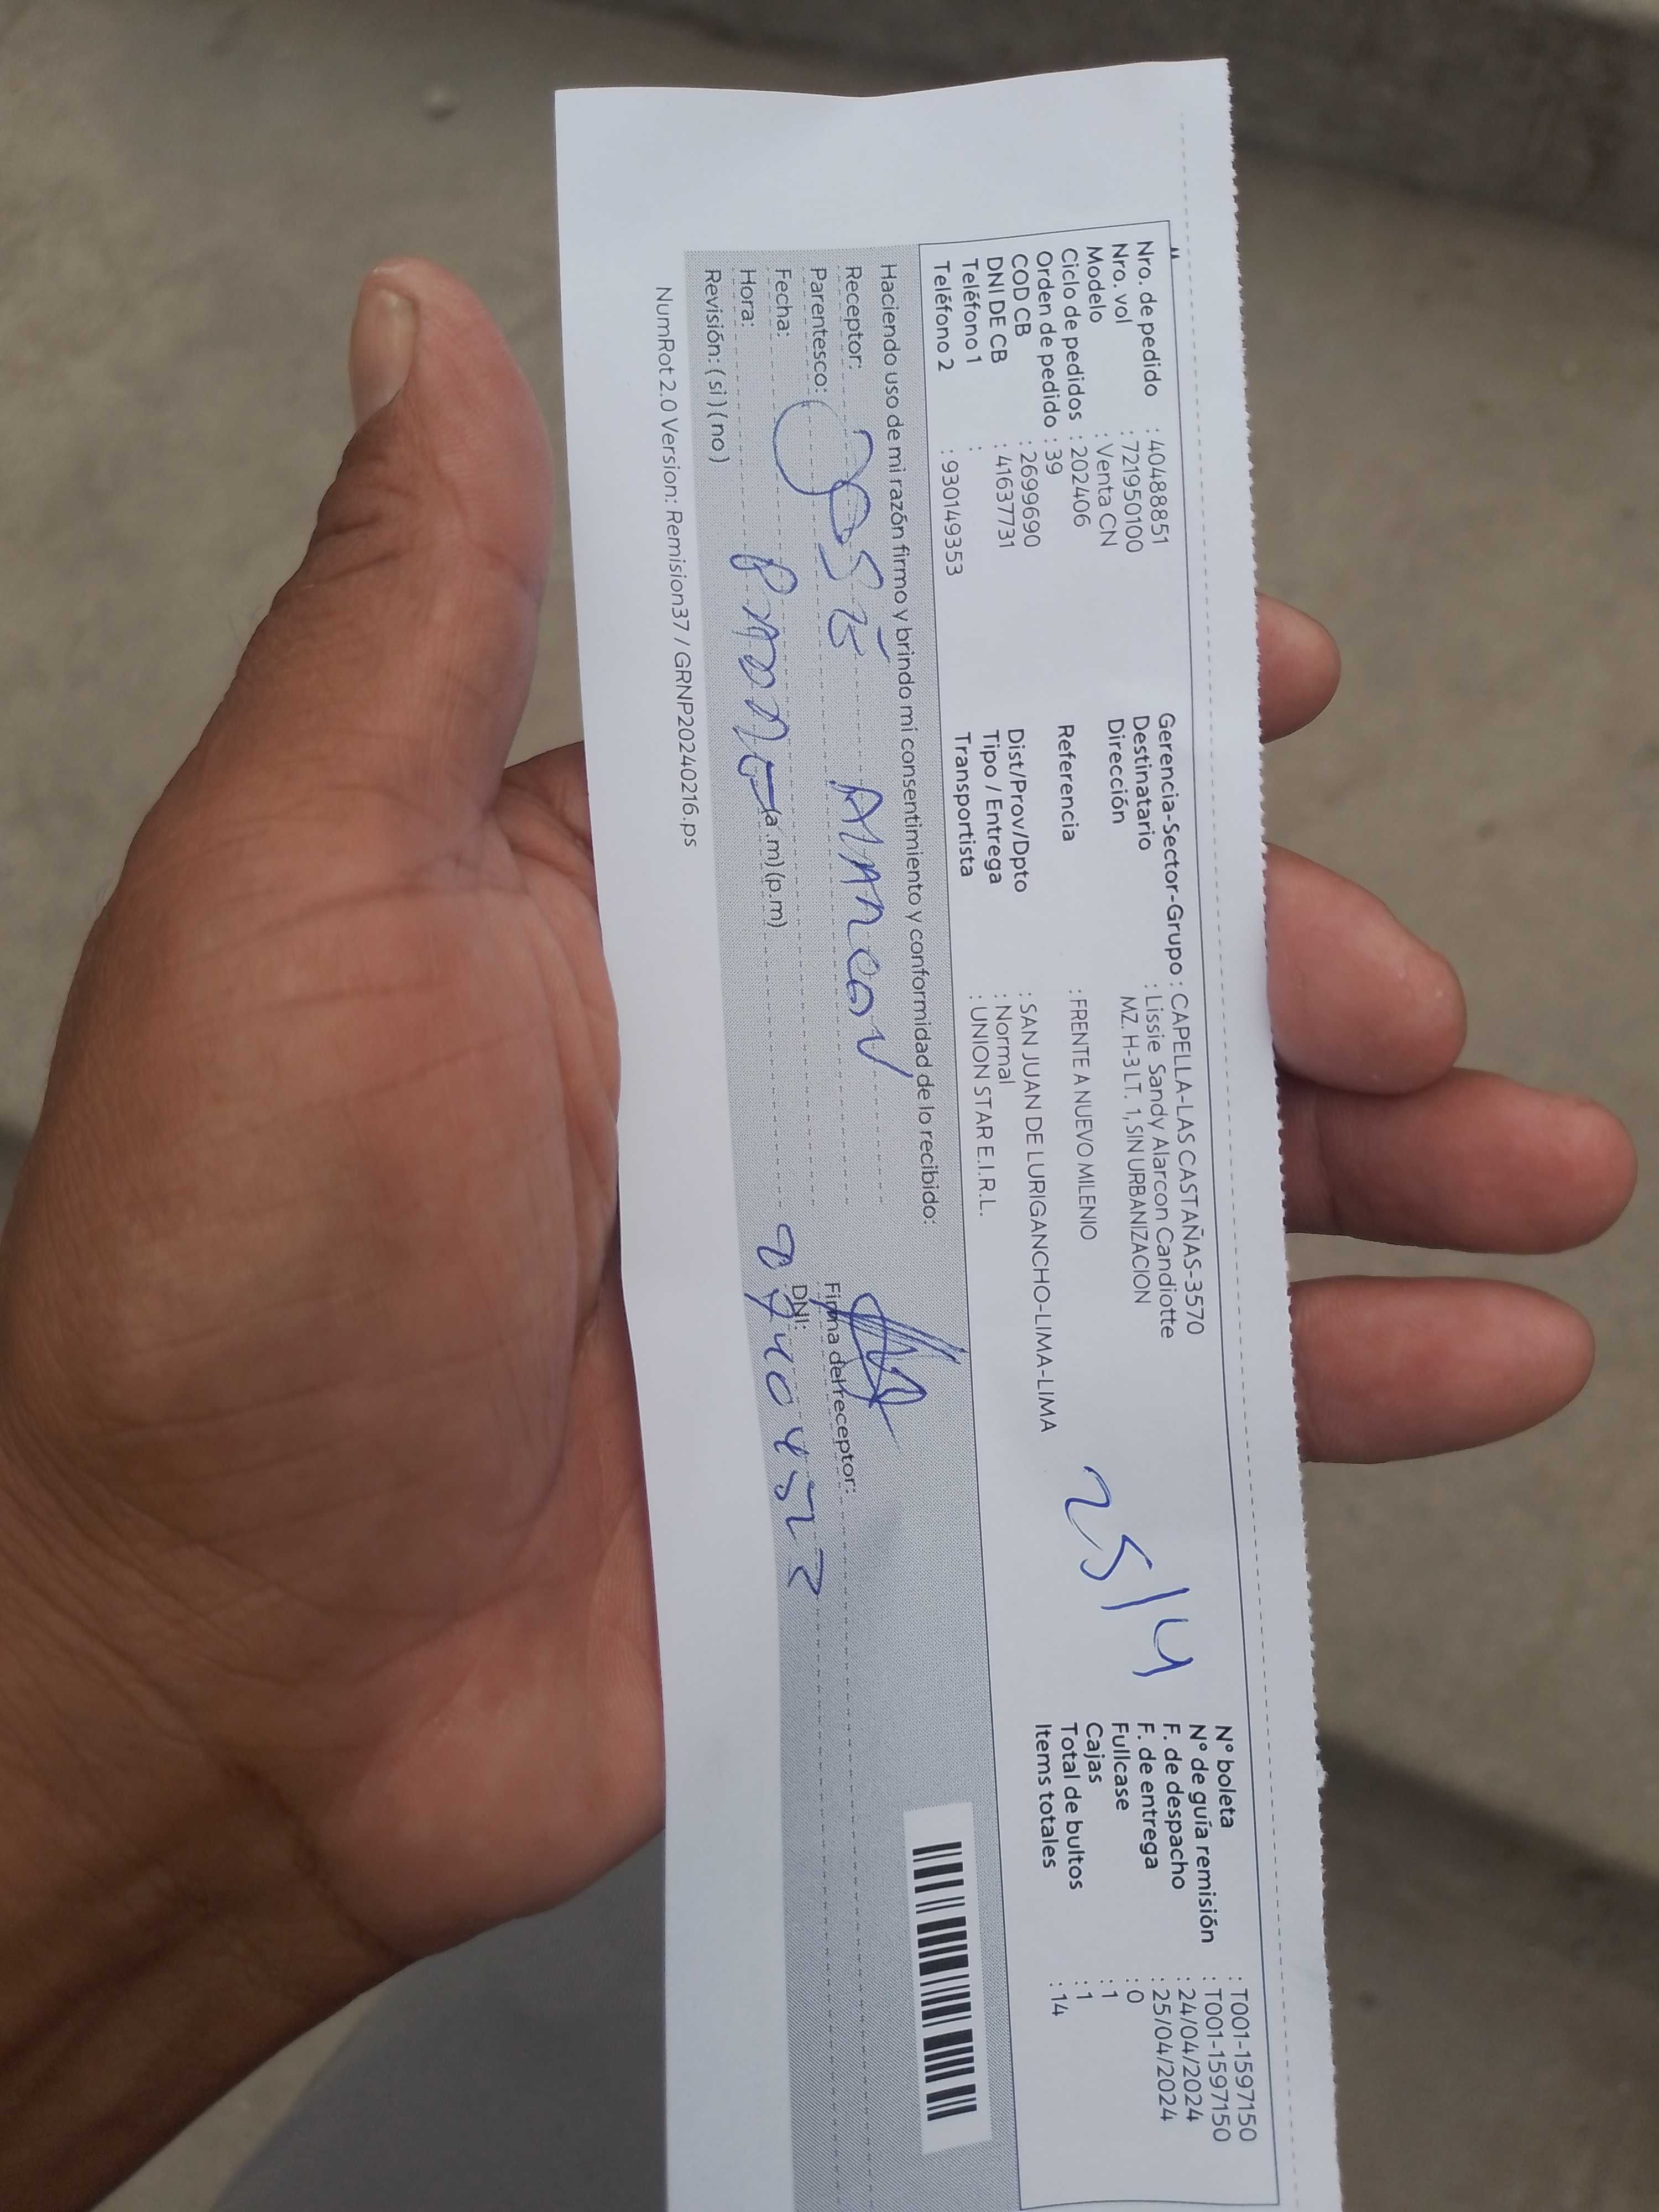 Nro. de pedido : 40488851
Nro. vol : 721950100
Modelo : Venta CN
Ciclo de pedidos : 202406
Orden de pedido : 39
COD CB : 2699690
DNI DE CB : 41637731
Teléfono 1 :
Teléfono 2 : 930149353
Gerencia-Sector-Grupo : CAPELLA-LAS CASTAÑAS-3570
Destinatario : Lissie Sandy Alarcon Candiotte
Dirección MZ. H-3 LT. 1, SIN URBANIZACION
Referencia : FRENTE A NUEVO MILENIO
Dist/Prov/Dpto : SAN JUAN DE LURIGANCHO-LIMA-LIMA
Tipo / Entrega : Normal
Transportista : UNION STAR E.I.R.L.
25/4
N° boleta : T001-1597150
N° de guía remisión : T001-1597150
F. de despacho : 24/04/2024
F. de entrega : 25/04/2024
Fullcase : 0
Cajas : 1
Total de bultos : 1
Items totales : 14
Haciendo uso de mi razón firmo y brindo mi consentimiento y conformidad de lo recibido:
Receptor: José Alarcon
Parentesco:
Fecha:
Hora: (a.m) (p.m)
Revisión: ( si ) ( no )
Firma del receptor:
DNI:
NumRot 2.0 Version: Remision37 / GRNP20240216.ps